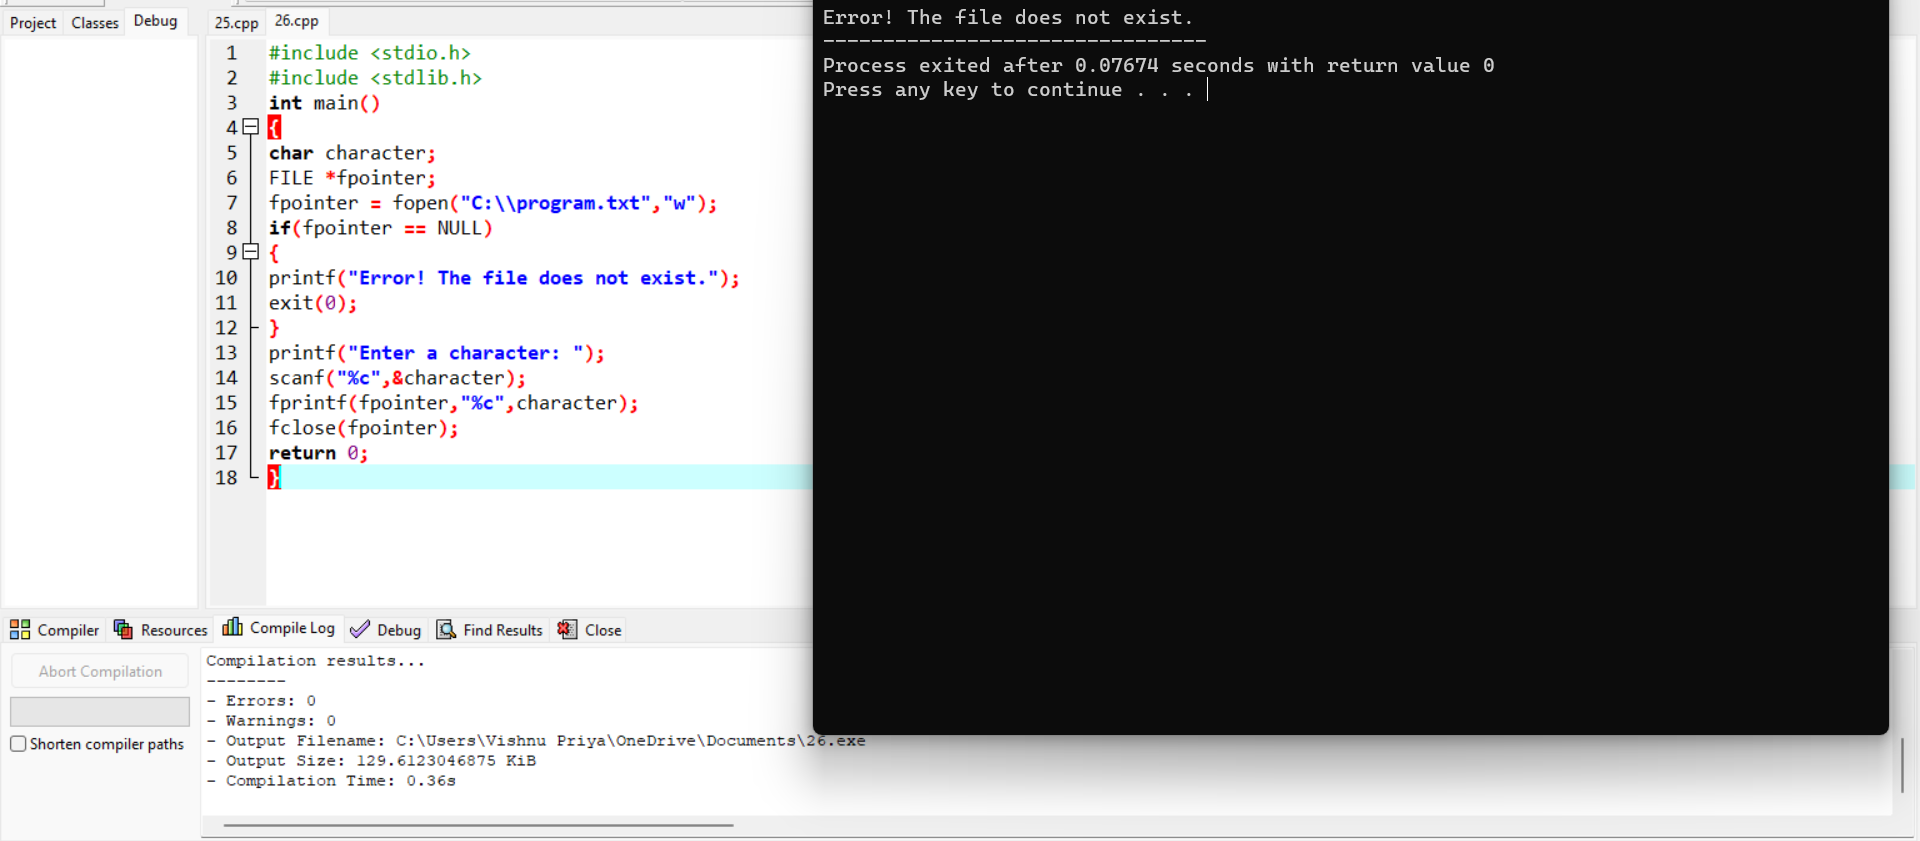 Project Classes Debug
25.cpp 26.cpp
1 #include <stdio.h>
2 #include <stdlib.h>
3 int main()
4 {
5 char character;
6 FILE *fpointer;
7 fpointer = fopen("C:\\program.txt","w");
8 if(fpointer == NULL)
9 {
10 printf("Error! The file does not exist.");
11 exit(0);
12 }
13 printf("Enter a character: ");
14 scanf("%c",&character);
15 fprintf(fpointer,"%c",character);
16 fclose(fpointer);
17 return 0;
18 }
Error! The file does not exist.
--------------------------------
Process exited after 0.07674 seconds with return value 0
Press any key to continue . . .
Compiler Resources Compile Log Debug Find Results Close
Abort Compilation
Shorten compiler paths
Compilation results...
--------
- Errors: 0
- Warnings: 0
- Output Filename: C:\Users\Vishnu Priya\OneDrive\Documents\26.exe
- Output Size: 129.6123046875 KiB
- Compilation Time: 0.36s